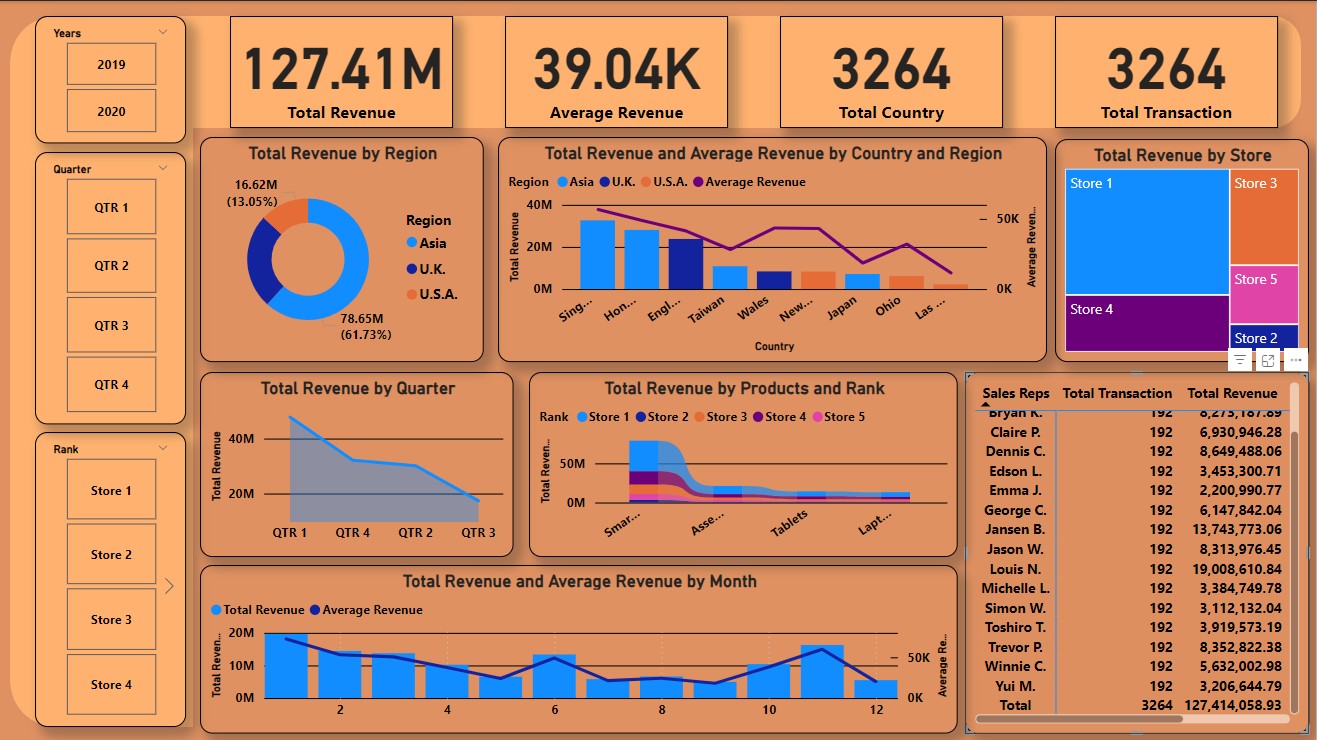 Years
2019
2020
127.41M
Total Revenue
39.04K
Average Revenue
3264
Total Country
3264
Total Transaction
Quarter
QTR 1
QTR 2
QTR 3
QTR 4
Rank
Store 1
Store 2
Store 3
Store 4
Total Revenue by Region
16.62M
(13.05%)
78.65M
(61.73%)
Region
Asia
U.K.
U.S.A.
Total Revenue and Average Revenue by Country and Region
Region Asia U.K. U.S.A. Average Revenue
Total Revenue
40M
20M
0M
50K
0K
Average Reven...
Sing... Hon... Engl... Taiwan Wales New... Japan Ohio Las ...
Country
Total Revenue by Store
Store 1
Store 3
Store 5
Store 4
Store 2
Total Revenue by Quarter
Total Revenue
40M
20M
QTR 1 QTR 4 QTR 2 QTR 3
Total Revenue by Products and Rank
Rank Store 1 Store 2 Store 3 Store 4 Store 5
Total Reven...
50M
0M
Smar... Asse... Tablets Lapt...
Sales Reps Total Transaction Total Revenue
Bryan K. 192 8,273,187.89
Claire P. 192 6,930,946.28
Dennis C. 192 8,649,488.06
Edson L. 192 3,453,300.71
Emma J. 192 2,200,990.77
George C. 192 6,147,842.04
Jansen B. 192 13,743,773.06
Jason W. 192 8,313,976.45
Louis N. 192 19,008,610.84
Michelle L. 192 3,384,749.78
Simon W. 192 3,112,132.04
Toshiro T. 192 3,919,573.19
Trevor P. 192 8,352,822.38
Winnie C. 192 5,632,002.98
Yui M. 192 3,206,644.79
Total 3264 127,414,058.93
Total Revenue and Average Revenue by Month
Total Revenue Average Revenue
Total Reven...
20M
10M
0M
50K
0K
Average Re...
2 4 6 8 10 12